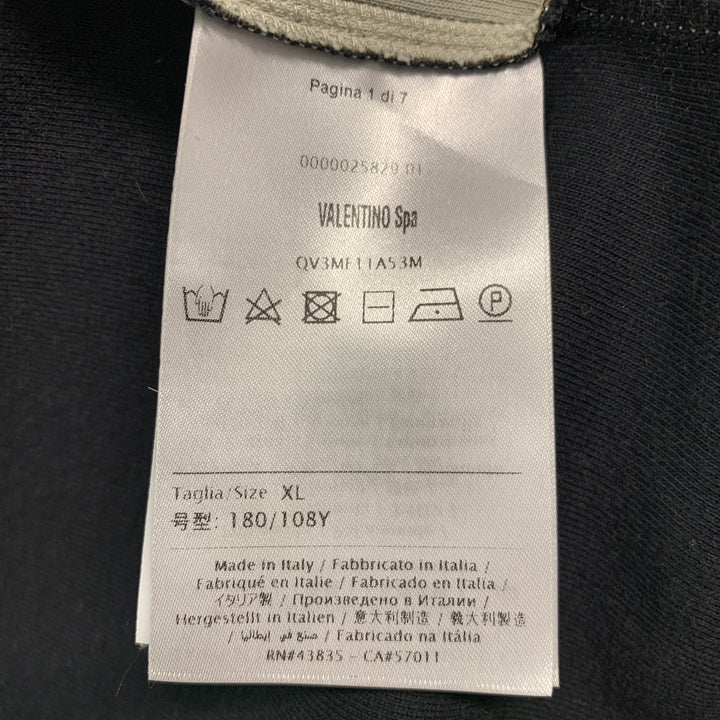 Pagina 1 di 7
0000025829 01
VALENTINO Spa
QV3MF11A53M
P
Taglia/Size XL
号型: 180/108Y
Made in Italy / Fabbricato in Italia /
Fabriqué en Italie / Fabricado en Italia /
イタリア製 / Произведено в Италии /
Hergestellt in Italien / 意大利制造 / 義大利製造
/ صنع في إيطاليا / Fabricado na Itália
RN#43835 - CA#57011